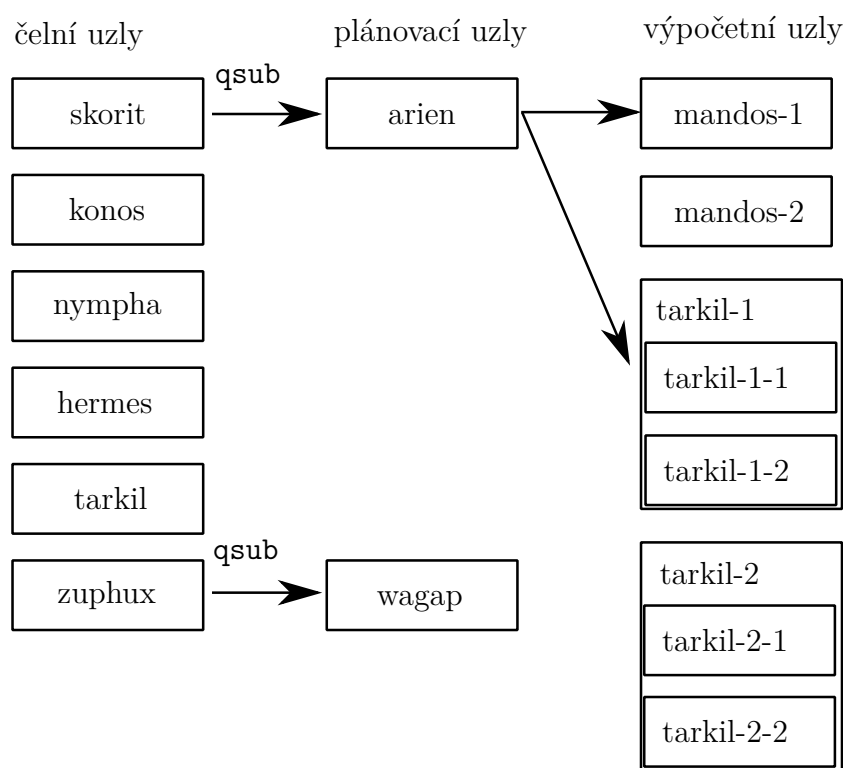 čelní uzly
plánovací uzly
výpočetní uzly
skorit
qsub
arien
mandos-1
konos
mandos-2
nympha
tarkil-1
tarkil-1-1
hermes
tarkil-1-2
tarkil
zuphux
qsub
wagap
tarkil-2
tarkil-2-1
tarkil-2-2